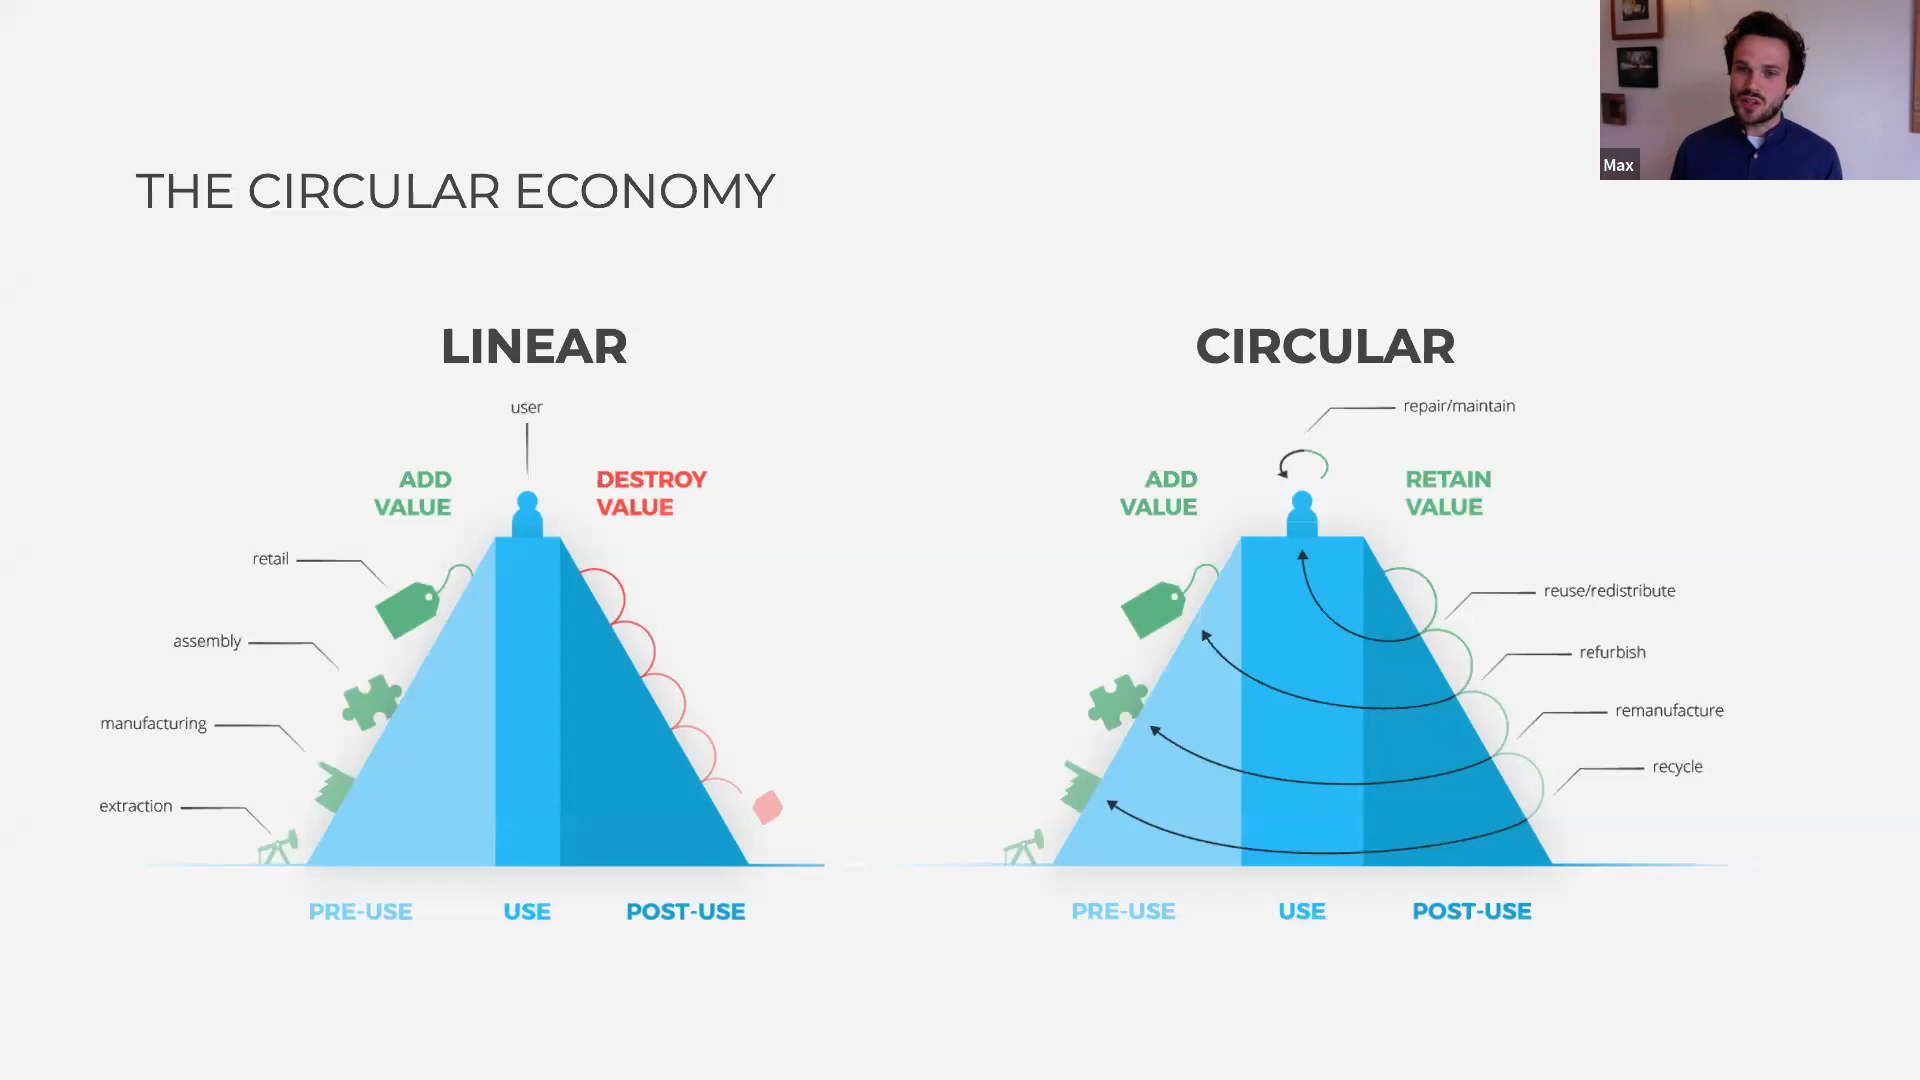 Max
THE CIRCULAR ECONOMY
LINEAR
user
ADD
VALUE
DESTROY
VALUE
retail
assembly
manufacturing
extraction
PRE-USE
USE
POST-USE
CIRCULAR
repair/maintain
ADD
VALUE
RETAIN
VALUE
reuse/redistribute
refurbish
remanufacture
recycle
PRE-USE
USE
POST-USE